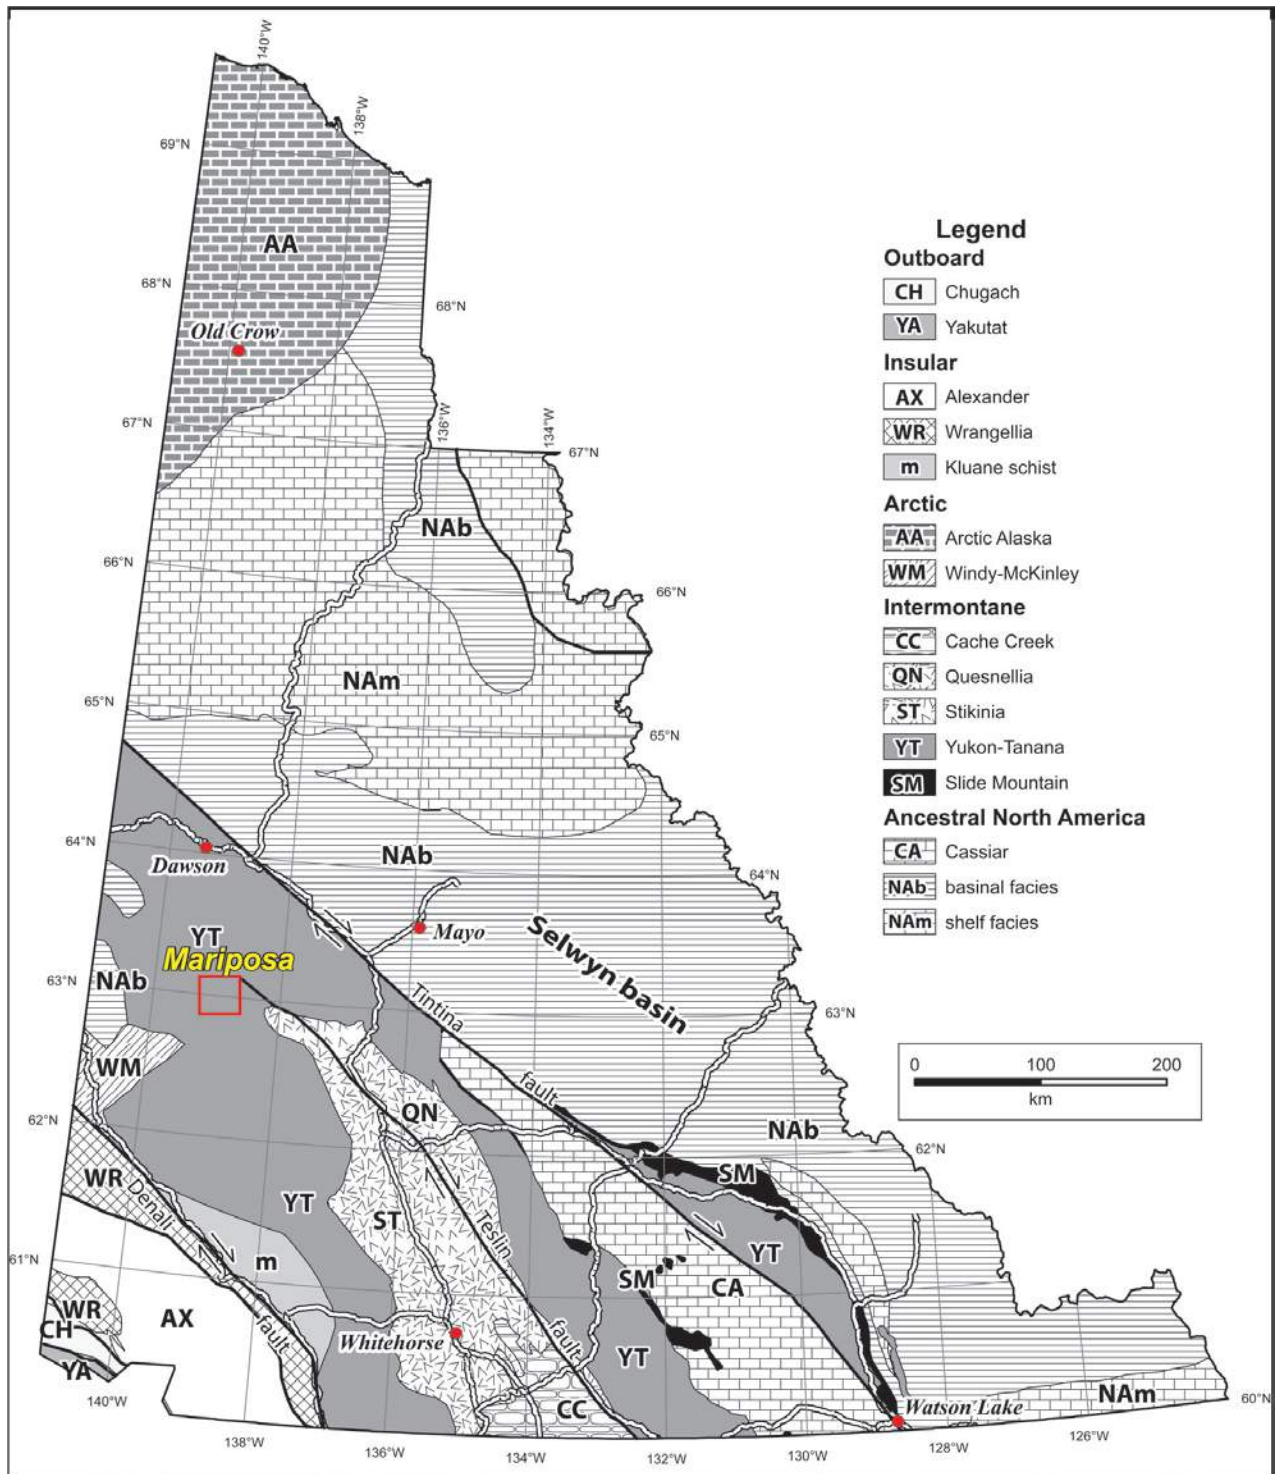 140°W
138°W
69°N
AA
68°N
68°N
Old Crow
67°N
136°W
134°W
67°N
NAb
66°N
66°N
NAm
65°N
65°N
64°N
Dawson
NAb
64°N
Mayo
YT
Mariposa
Selwyn basin
63°N
NAb
Tintina
fault
63°N
WM
QN
62°N
NAb
62°N
WR
Denali
fault
YT
ST
Teslin
fault
SM
YT
61°N
m
SM
CA
WR
AX
CH
Whitehorse
YT
YA
CC
NAm
Watson Lake
60°N
140°W
138°W
136°W
134°W
132°W
130°W
128°W
126°W
Legend
Outboard
CH Chugach
YA Yakutat
Insular
AX Alexander
WR Wrangellia
m Kluane schist
Arctic
AA Arctic Alaska
WM Windy-McKinley
Intermontane
CC Cache Creek
QN Quesnellia
ST Stikinia
YT Yukon-Tanana
SM Slide Mountain
Ancestral North America
CA Cassiar
NAb basinal facies
NAm shelf facies
0 100 200
km